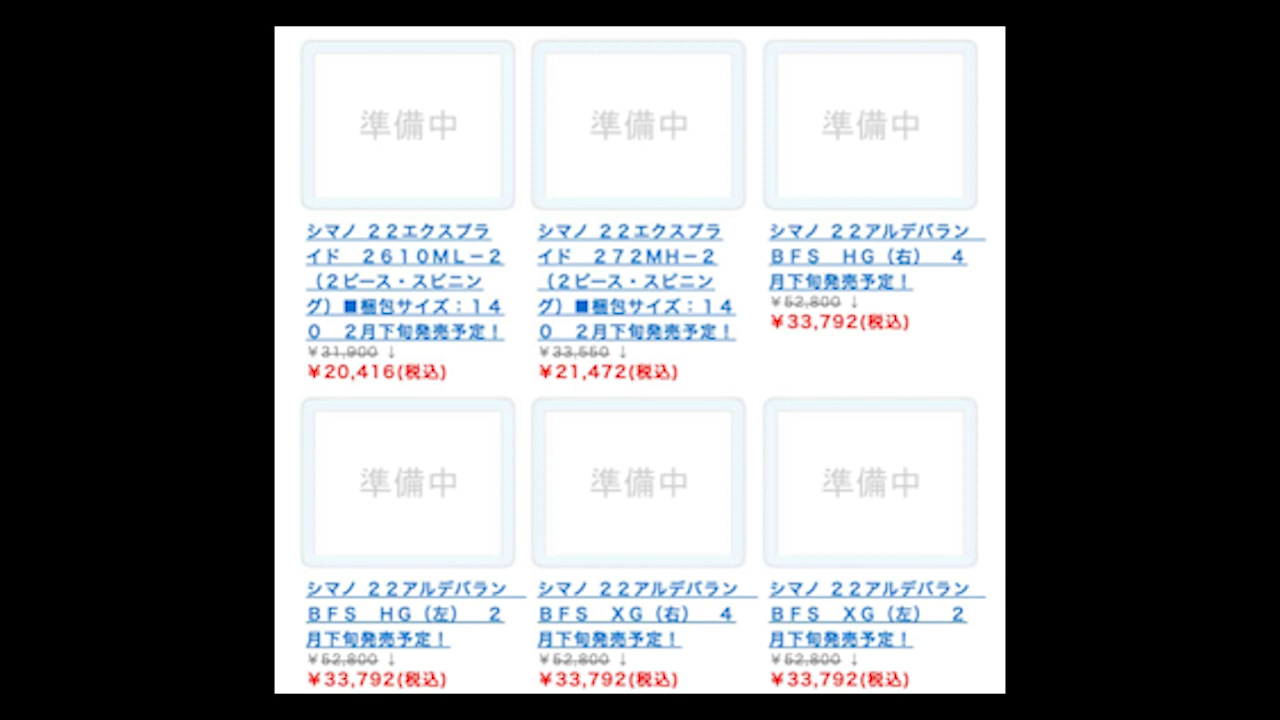 準備中
準備中
準備中
シマノ ２２エクスプラ
イド　２６１０ＭＬ－２
（２ピース・スピニン
グ）■梱包サイズ：１４
０　２月下旬発売予定！
￥31,900 ↓
￥20,416(税込)
シマノ ２２エクスプラ
イド　２７２ＭＨ－２
（２ピース・スピニン
グ）■梱包サイズ：１４
０　２月下旬発売予定！
￥33,550 ↓
￥21,472(税込)
シマノ ２２アルデバラン
ＢＦＳ　ＨＧ（右）　４
月下旬発売予定！
￥52,800 ↓
￥33,792(税込)
準備中
準備中
準備中
シマノ ２２アルデバラン
ＢＦＳ　ＨＧ（左）　２
月下旬発売予定！
￥52,800 ↓
￥33,792(税込)
シマノ ２２アルデバラン
ＢＦＳ　ＸＧ（右）　４
月下旬発売予定！
￥52,800 ↓
￥33,792(税込)
シマノ ２２アルデバラン
ＢＦＳ　ＸＧ（左）　２
月下旬発売予定！
￥52,800 ↓
￥33,792(税込)